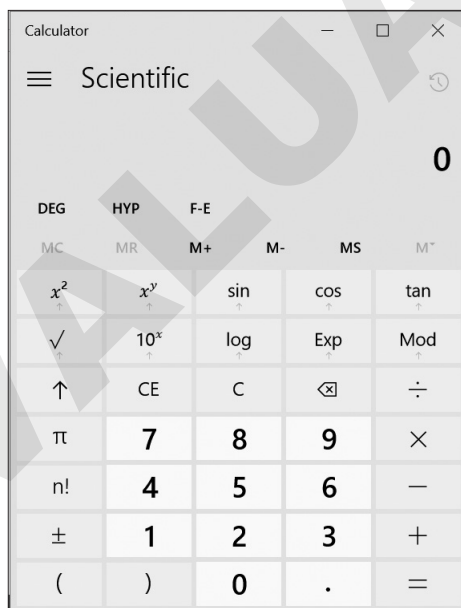 Calculator
Scientific
0
DEG HYP F-E
MC MR M+ M- MS M˅
x² xʸ sin cos tan
√ 10ˣ log Exp Mod
↑ CE C ⌫ ÷
π 7 8 9 ×
n! 4 5 6 −
± 1 2 3 +
( ) 0 . =
VALUA